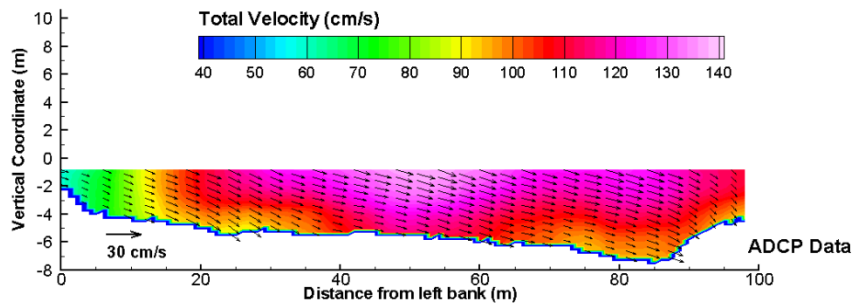 Total Velocity (cm/s)
40 50 60 70 80 90 100 110 120 130 140
Vertical Coordinate (m)
10
8
6
4
2
0
-2
-4
-6
-8
30 cm/s
ADCP Data
0 20 40 60 80 100
Distance from left bank (m)